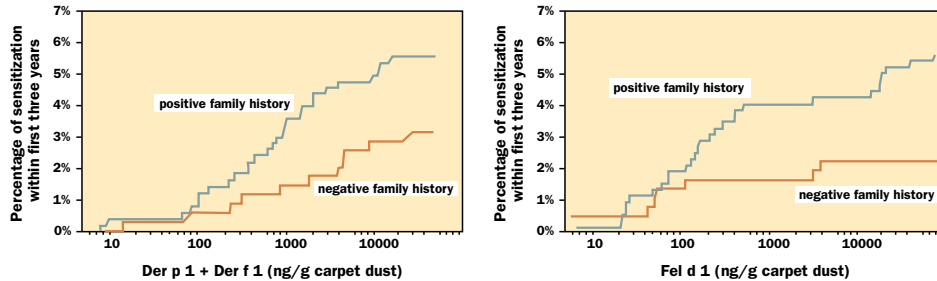 7%
6%
5%
4%
3%
2%
1%
0%
Percentage of sensitization
within first three years
positive family history
negative family history
10
100
1000
10000
Der p 1 + Der f 1 (ng/g carpet dust)
7%
6%
5%
4%
3%
2%
1%
0%
Percentage of sensitization
within first three years
positive family history
negative family history
10
100
1000
10000
Fel d 1 (ng/g carpet dust)